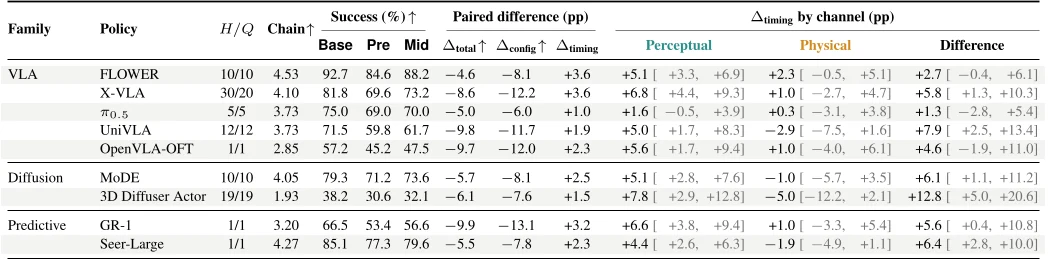 Family Policy H/Q Chain↑ Success (%)↑ Paired difference (pp) Δtiming by channel (pp)
Base Pre Mid Δtotal↑ Δconfig↑ Δtiming Perceptual Physical Difference
VLA FLOWER 10/10 4.53 92.7 84.6 88.2 −4.6 −8.1 +3.6 +5.1 [ +3.3, +6.9] +2.3 [ −0.5, +5.1] +2.7 [ −0.4, +6.1]
X-VLA 30/20 4.10 81.8 69.6 73.2 −8.6 −12.2 +3.6 +6.8 [ +4.4, +9.3] +1.0 [ −2.7, +4.7] +5.8 [ +1.3, +10.3]
π0.5 5/5 3.73 75.0 69.0 70.0 −5.0 −6.0 +1.0 +1.6 [ −0.5, +3.9] +0.3 [ −3.1, +3.8] +1.3 [ −2.8, +5.4]
UniVLA 12/12 3.73 71.5 59.8 61.7 −9.8 −11.7 +1.9 +5.0 [ +1.7, +8.3] −2.9 [ −7.5, +1.6] +7.9 [ +2.5, +13.4]
OpenVLA-OFT 1/1 2.85 57.2 45.2 47.5 −9.7 −12.0 +2.3 +5.6 [ +1.7, +9.4] +1.0 [ −4.0, +6.1] +4.6 [ −1.9, +11.0]
Diffusion MoDE 10/10 4.05 79.3 71.2 73.6 −5.7 −8.1 +2.5 +5.1 [ +2.8, +7.6] −1.0 [ −5.7, +3.5] +6.1 [ +1.1, +11.2]
3D Diffuser Actor 19/19 1.93 38.2 30.6 32.1 −6.1 −7.6 +1.5 +7.8 [ +2.9, +12.8] −5.0 [−12.2, +2.1] +12.8 [ +5.0, +20.6]
Predictive GR-1 1/1 3.20 66.5 53.4 56.6 −9.9 −13.1 +3.2 +6.6 [ +3.8, +9.4] +1.0 [ −3.3, +5.4] +5.6 [ +0.4, +10.8]
Seer-Large 1/1 4.27 85.1 77.3 79.6 −5.5 −7.8 +2.3 +4.4 [ +2.6, +6.3] −1.9 [ −4.9, +1.1] +6.4 [ +2.8, +10.0]